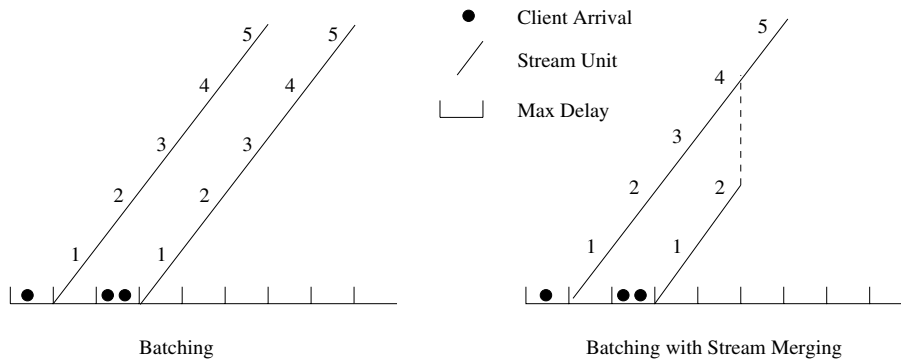 5 5
4 4
3 3
2 2
1 1
Batching
Client Arrival
Stream Unit
Max Delay
5
4
3
2 2
1 1
Batching with Stream Merging